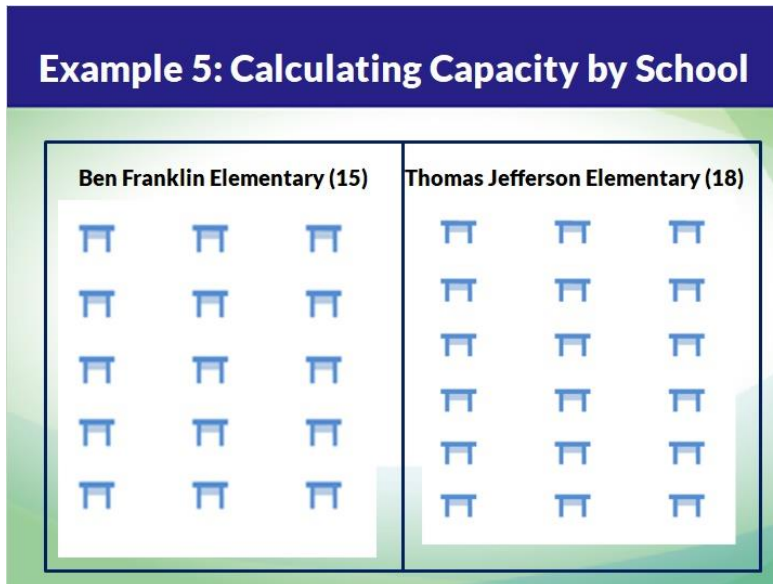 Example 5: Calculating Capacity by School
Ben Franklin Elementary (15)
Thomas Jefferson Elementary (18)